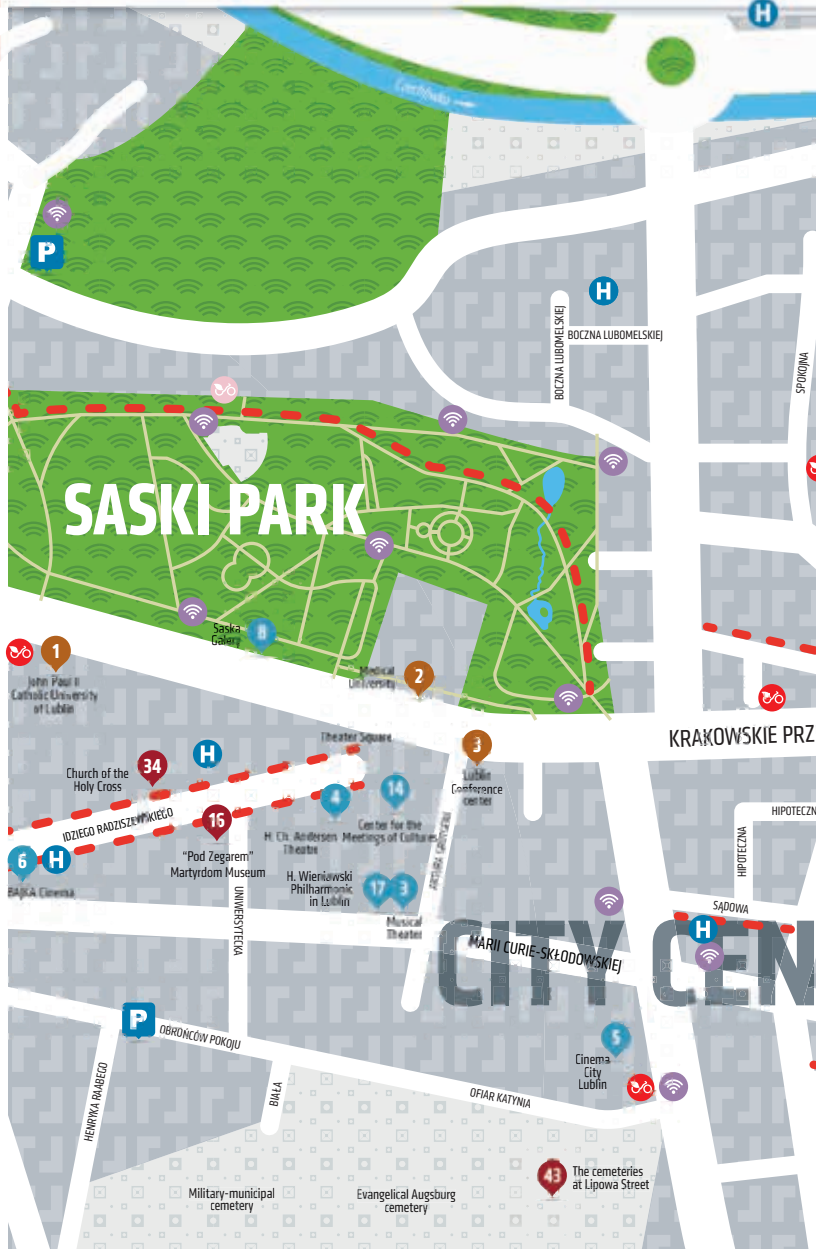 H
Czechówka
P
H
BOCZNA LUBOMELSKIEJ
BOCZNA LUBOMELSKIEJ
SPOKOJNA
SASKI PARK
Saska
Galery
8
1
John Paul II
Catholic University
of Lublin
Medical
University
2
KRAKOWSKIE PRZ
Theater Square
3
Lublin
Conference
center
Church of the
Holy Cross
34
H
IDZIEGO RADZISZEWSKIEGO
16
"Pod Zegarem"
Martyrdom Museum
4
H. Ch. Andersen
Theatre
14
Center for the
Meetings of Cultures
HIPOTECZN
HIPOTECZNA
6
H
BAJKA Cinema
UNIWERSYTECKA
H. Wieniawski
Philharmonic
in Lublin
17
3
Musical
Theater
SĄDOWA
H
CITY CEN
MARII CURIE-SKŁODOWSKIEJ
P
OBROŃCÓW POKOJU
HENRYKA RAABEGO
BIAŁA
5
Cinema
City
Lublin
OFIAR KATYNIA
43
The cemeteries
at Lipowa Street
Military-municipal
cemetery
Evangelical Augsburg
cemetery